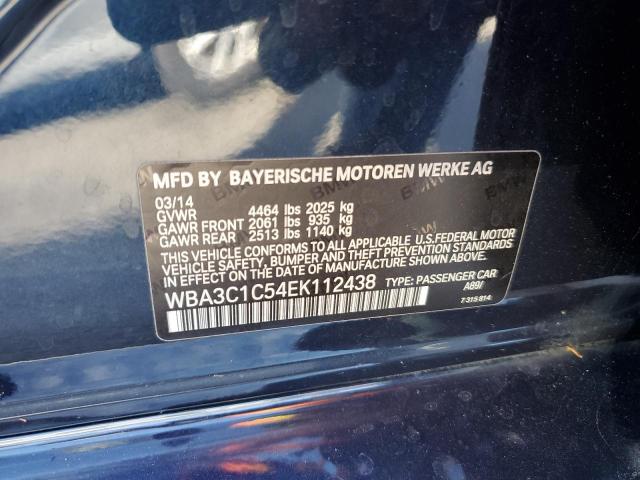 MFD BY BAYERISCHE MOTOREN WERKE AG
03/14
GVWR 4464 lbs 2025 kg
GAWR FRONT 2061 lbs 935 kg
GAWR REAR 2513 lbs 1140 kg
THIS VEHICLE CONFORMS TO ALL APPLICABLE U.S.FEDERAL MOTOR
VEHICLE SAFETY, BUMPER AND THEFT PREVENTION STANDARDS
IN EFFECT ON THE DATE OF MANUFACTURE SHOWN ABOVE.
WBA3C1C54EK112438 TYPE: PASSENGER CAR
A89/
7 315 814